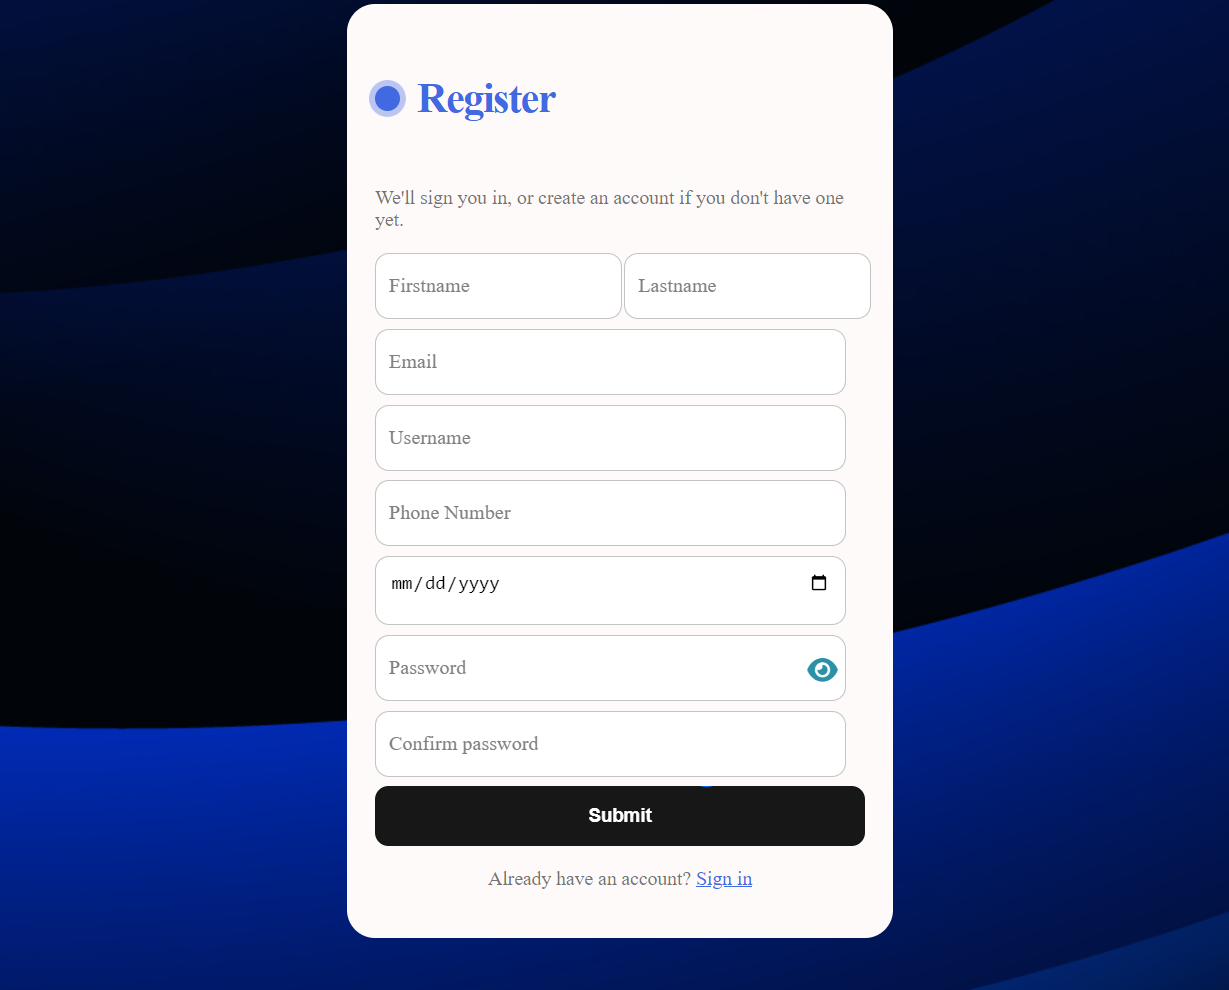 Register
We'll sign you in, or create an account if you don't have one
yet.
Firstname Lastname
Email
Username
Phone Number
mm/dd/yyyy
Password
Confirm password
Submit
Already have an account? Sign in